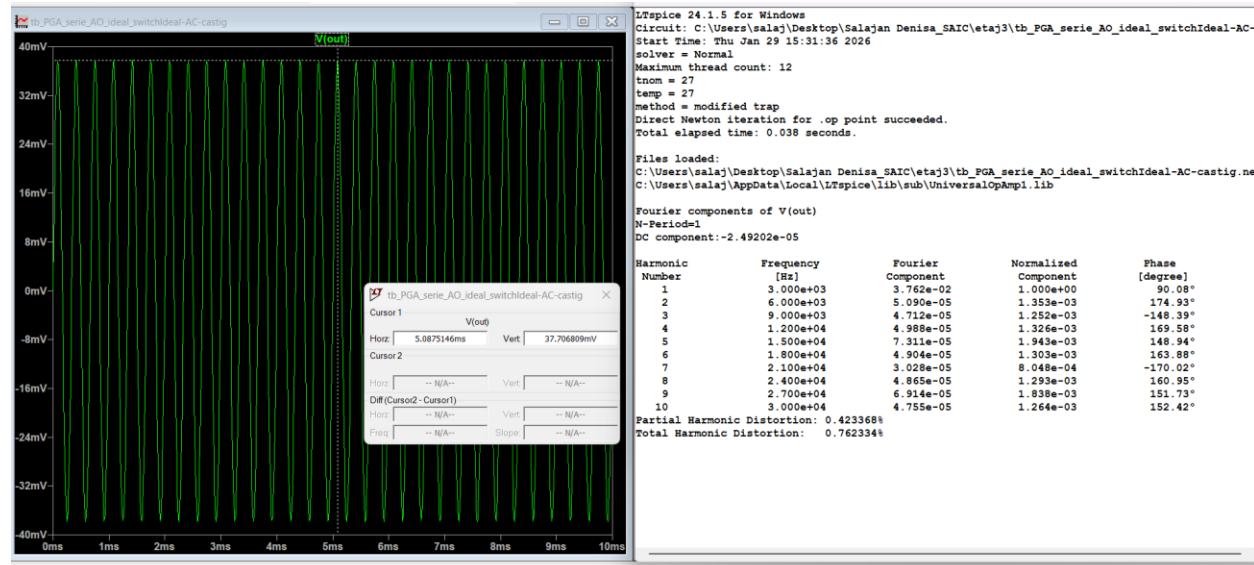 tb_PGA_serie_AO_ideal_switchIdeal-AC-castig
V(out)
40mV
32mV
24mV
16mV
8mV
0mV
-8mV
-16mV
-24mV
-32mV
-40mV
0ms 1ms 2ms 3ms 4ms 5ms 6ms 7ms 8ms 9ms 10ms
tb_PGA_serie_AO_ideal_switchIdeal-AC-castig
Cursor 1
V(out)
Horz: 5.0875146ms Vert: 37.706809mV
Cursor 2
Horz: -- N/A-- Vert: -- N/A--
Diff (Cursor2 - Cursor1)
Horz: -- N/A-- Vert: -- N/A--
Freq: -- N/A-- Slope: -- N/A--
LTspice 24.1.5 for Windows
Circuit: C:\Users\salaj\Desktop\Salajan Denisa_SAIC\etaj3\tb_PGA_serie_AO_ideal_switchIdeal-AC-
Start Time: Thu Jan 29 15:31:36 2026
solver = Normal
Maximum thread count: 12
tnom = 27
temp = 27
method = modified trap
Direct Newton iteration for .op point succeeded.
Total elapsed time: 0.038 seconds.
Files loaded:
C:\Users\salaj\Desktop\Salajan Denisa_SAIC\etaj3\tb_PGA_serie_AO_ideal_switchIdeal-AC-castig.ne
C:\Users\salaj\AppData\Local\LTspice\lib\sub\UniversalOpAmp1.lib
Fourier components of V(out)
N-Period=1
DC component:-2.49202e-05
Harmonic Frequency Fourier Normalized Phase
Number [Hz] Component Component [degree]
1 3.000e+03 3.762e-02 1.000e+00 90.08°
2 6.000e+03 5.090e-05 1.353e-03 174.93°
3 9.000e+03 4.712e-05 1.252e-03 -148.39°
4 1.200e+04 4.988e-05 1.326e-03 169.58°
5 1.500e+04 7.311e-05 1.943e-03 148.94°
6 1.800e+04 4.904e-05 1.303e-03 163.88°
7 2.100e+04 3.028e-05 8.048e-04 -170.02°
8 2.400e+04 4.865e-05 1.293e-03 160.95°
9 2.700e+04 6.914e-05 1.838e-03 151.73°
10 3.000e+04 4.755e-05 1.264e-03 152.42°
Partial Harmonic Distortion: 0.423368%
Total Harmonic Distortion: 0.762334%